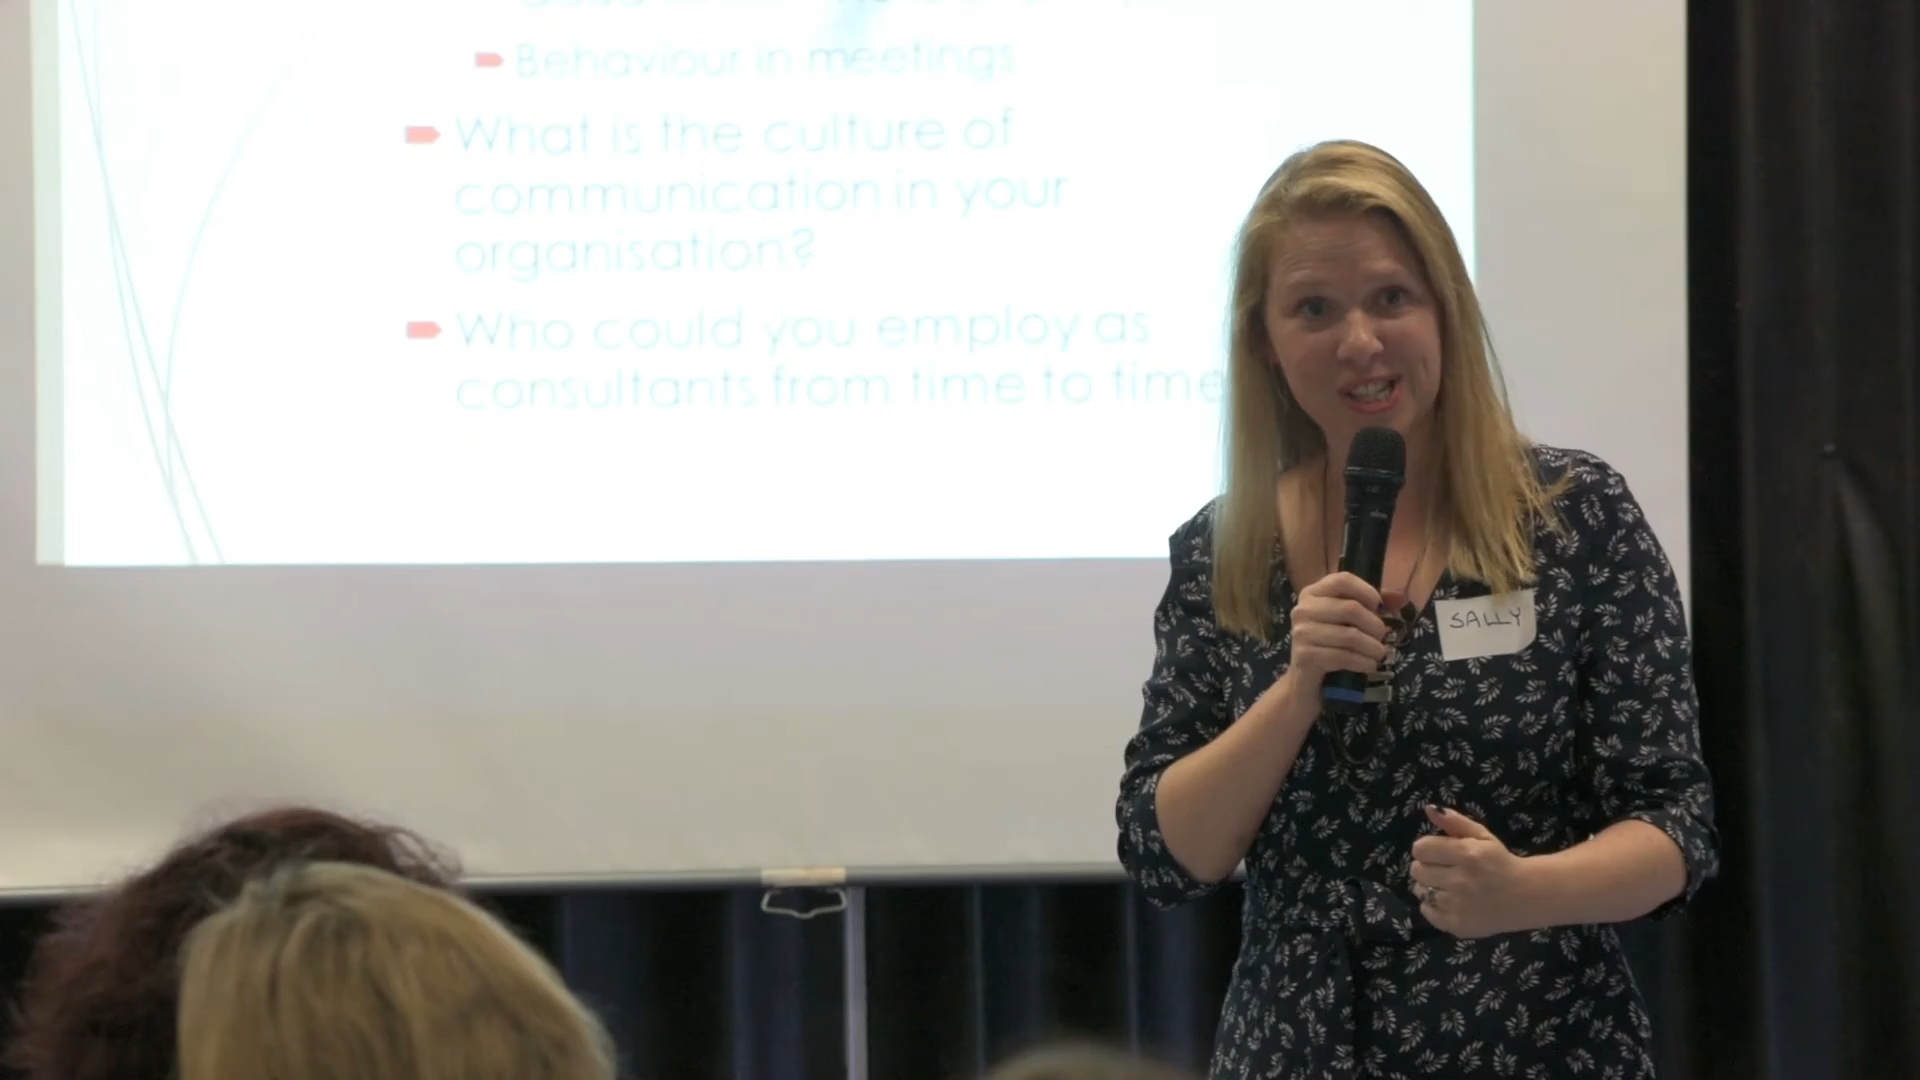 Behaviour in meetings
What is the culture of
communication in your
organisation?
Who could you employ as
consultants from time to time
SALLY